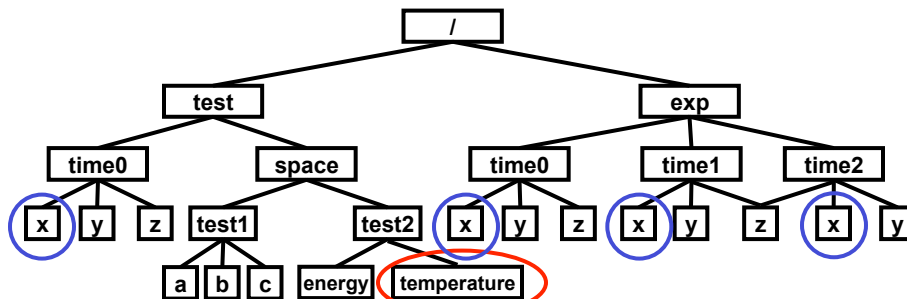 /
test exp
time0 space time0 time1 time2
x y z test1 test2 x y z x y z x y
a b c energy temperature